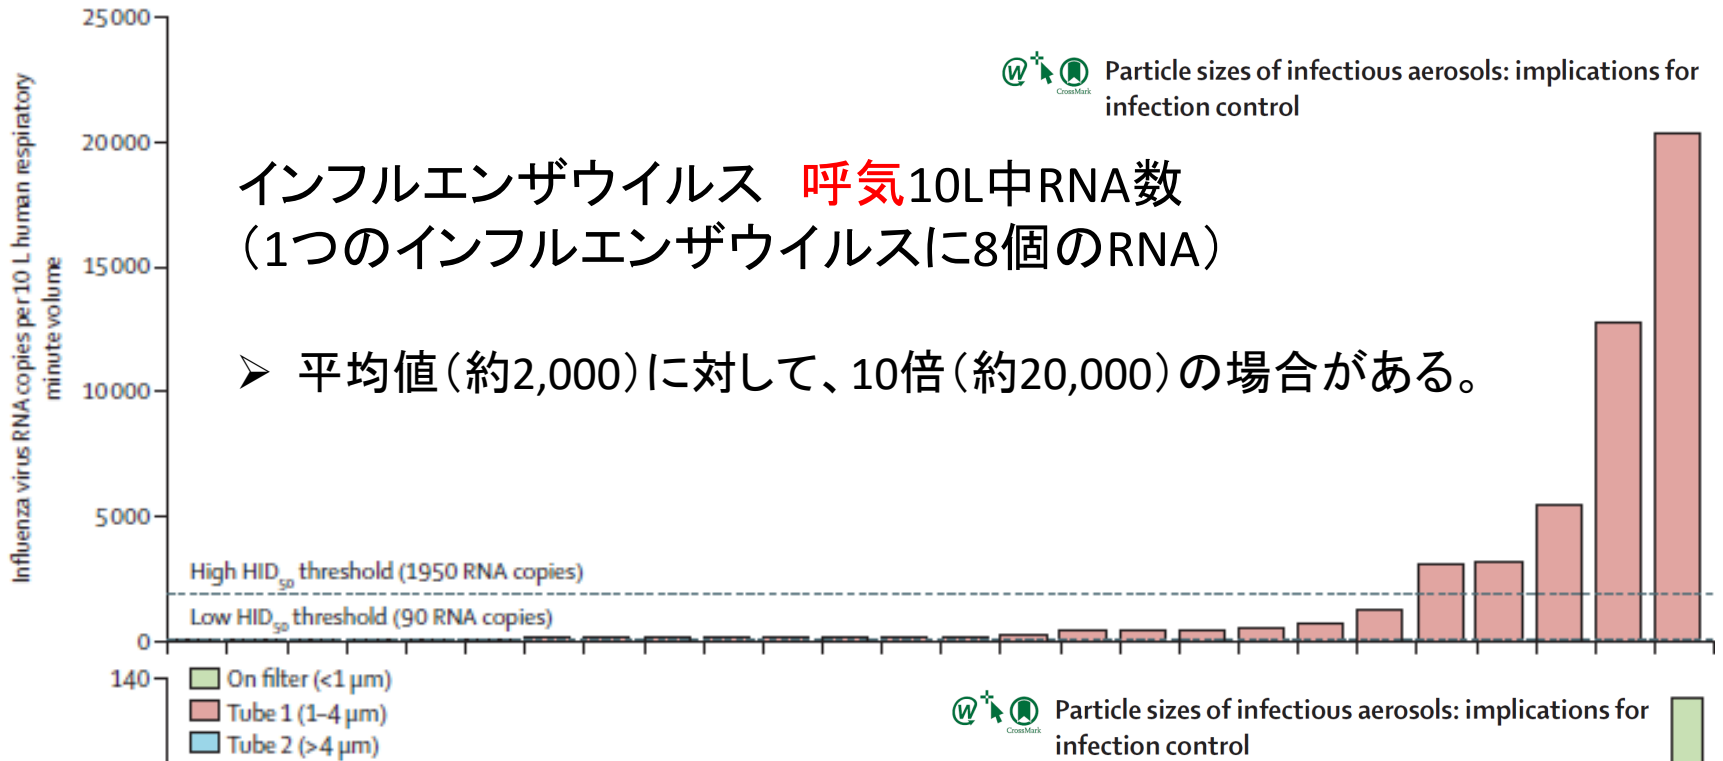 25000
Particle sizes of infectious aerosols: implications for
infection control
20000
インフルエンザウイルス　呼気10L中RNA数
（1つのインフルエンザウイルスに8個のRNA）
15000
Influenza virus RNA copies per 10 L human respiratory
minute volume
➢ 平均値（約2,000）に対して、10倍（約20,000）の場合がある。
10000
5000
High HID50 threshold (1950 RNA copies)
Low HID50 threshold (90 RNA copies)
0
140
On filter (<1 μm)
Tube 1 (1–4 μm)
Tube 2 (>4 μm)
CrossMark
Particle sizes of infectious aerosols: implications for
infection control
CrossMark